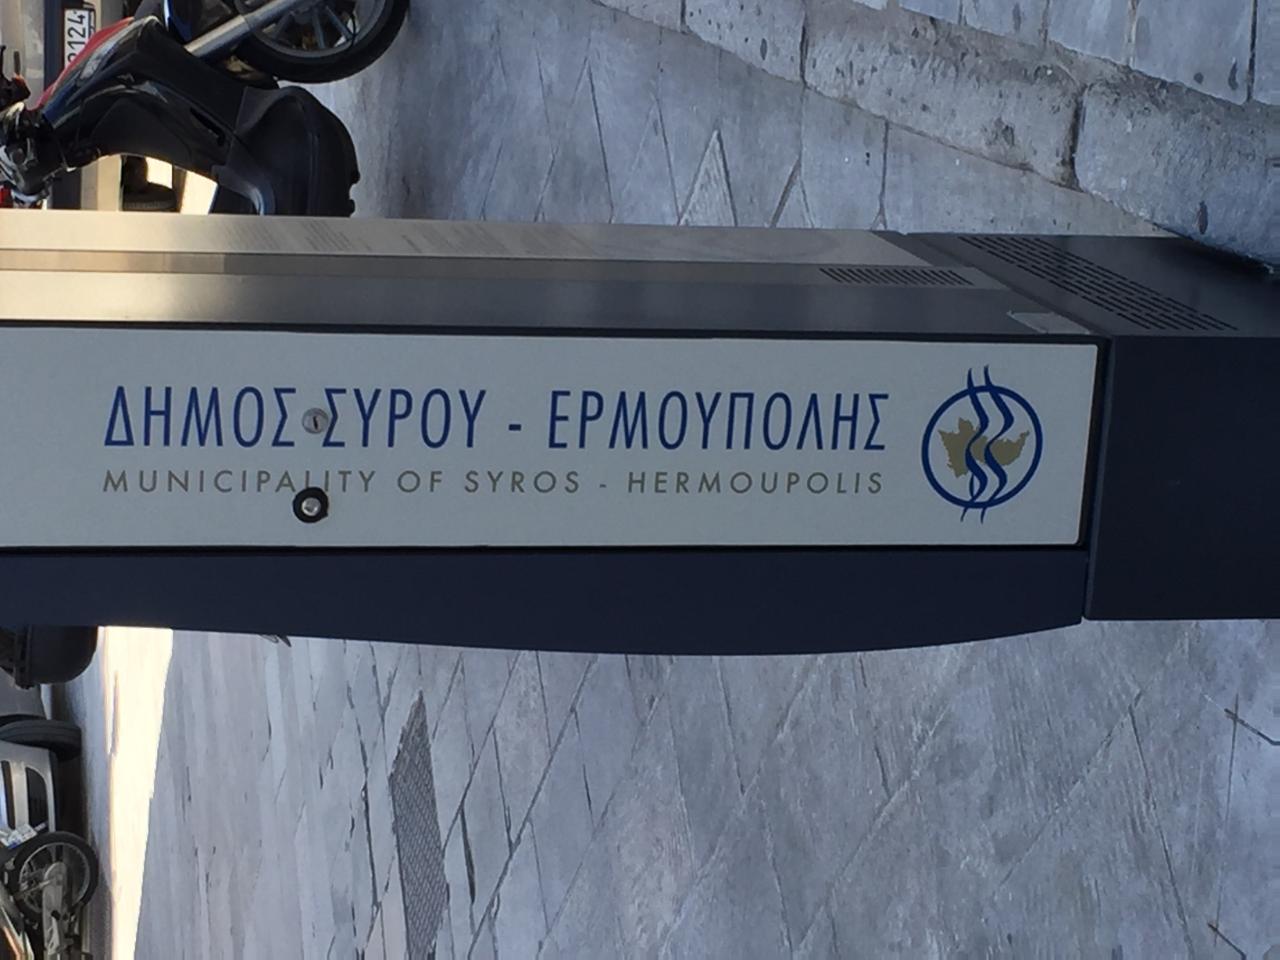 ΔΗΜΟΣ ΣΥΡΟΥ - ΕΡΜΟΥΠΟΛΗΣ
MUNICIPALITY OF SYROS - HERMOUPOLIS